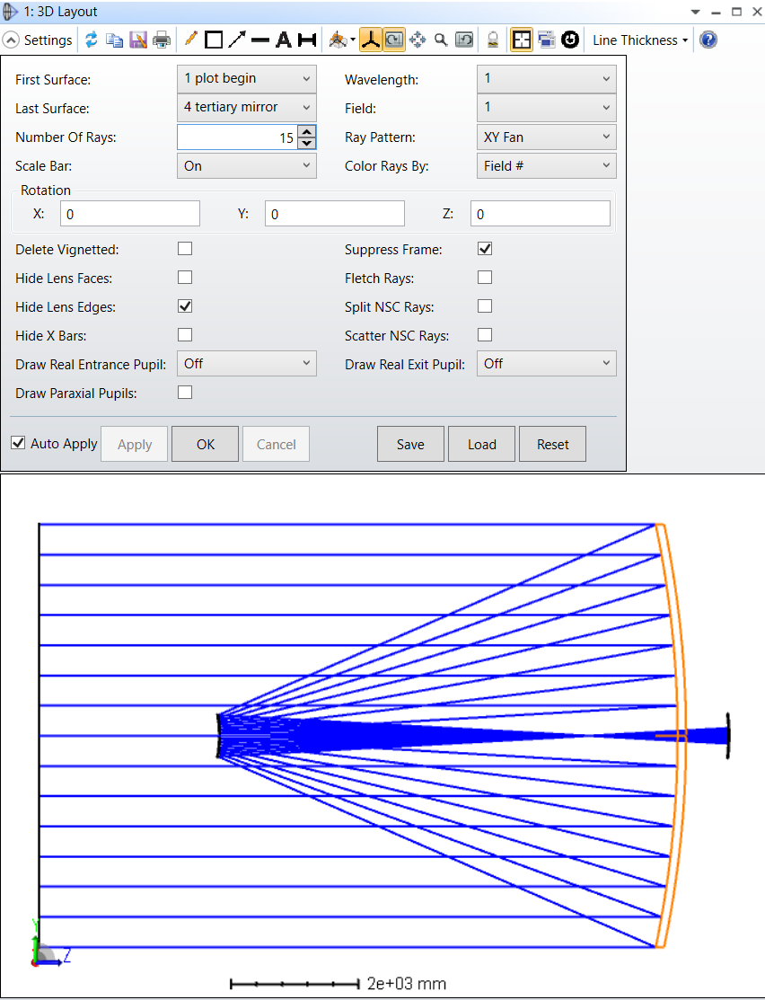 1: 3D Layout
Settings
A
Line Thickness
First Surface: 1 plot begin Wavelength: 1
Last Surface: 4 tertiary mirror Field: 1
Number Of Rays: 15 Ray Pattern: XY Fan
Scale Bar: On Color Rays By: Field #
Rotation
X: 0 Y: 0 Z: 0
Delete Vignetted: Suppress Frame:
Hide Lens Faces: Fletch Rays:
Hide Lens Edges: Split NSC Rays:
Hide X Bars: Scatter NSC Rays:
Draw Real Entrance Pupil: Off Draw Real Exit Pupil: Off
Draw Paraxial Pupils:
Auto Apply Apply OK Cancel Save Load Reset
Y
Z
2e+03 mm